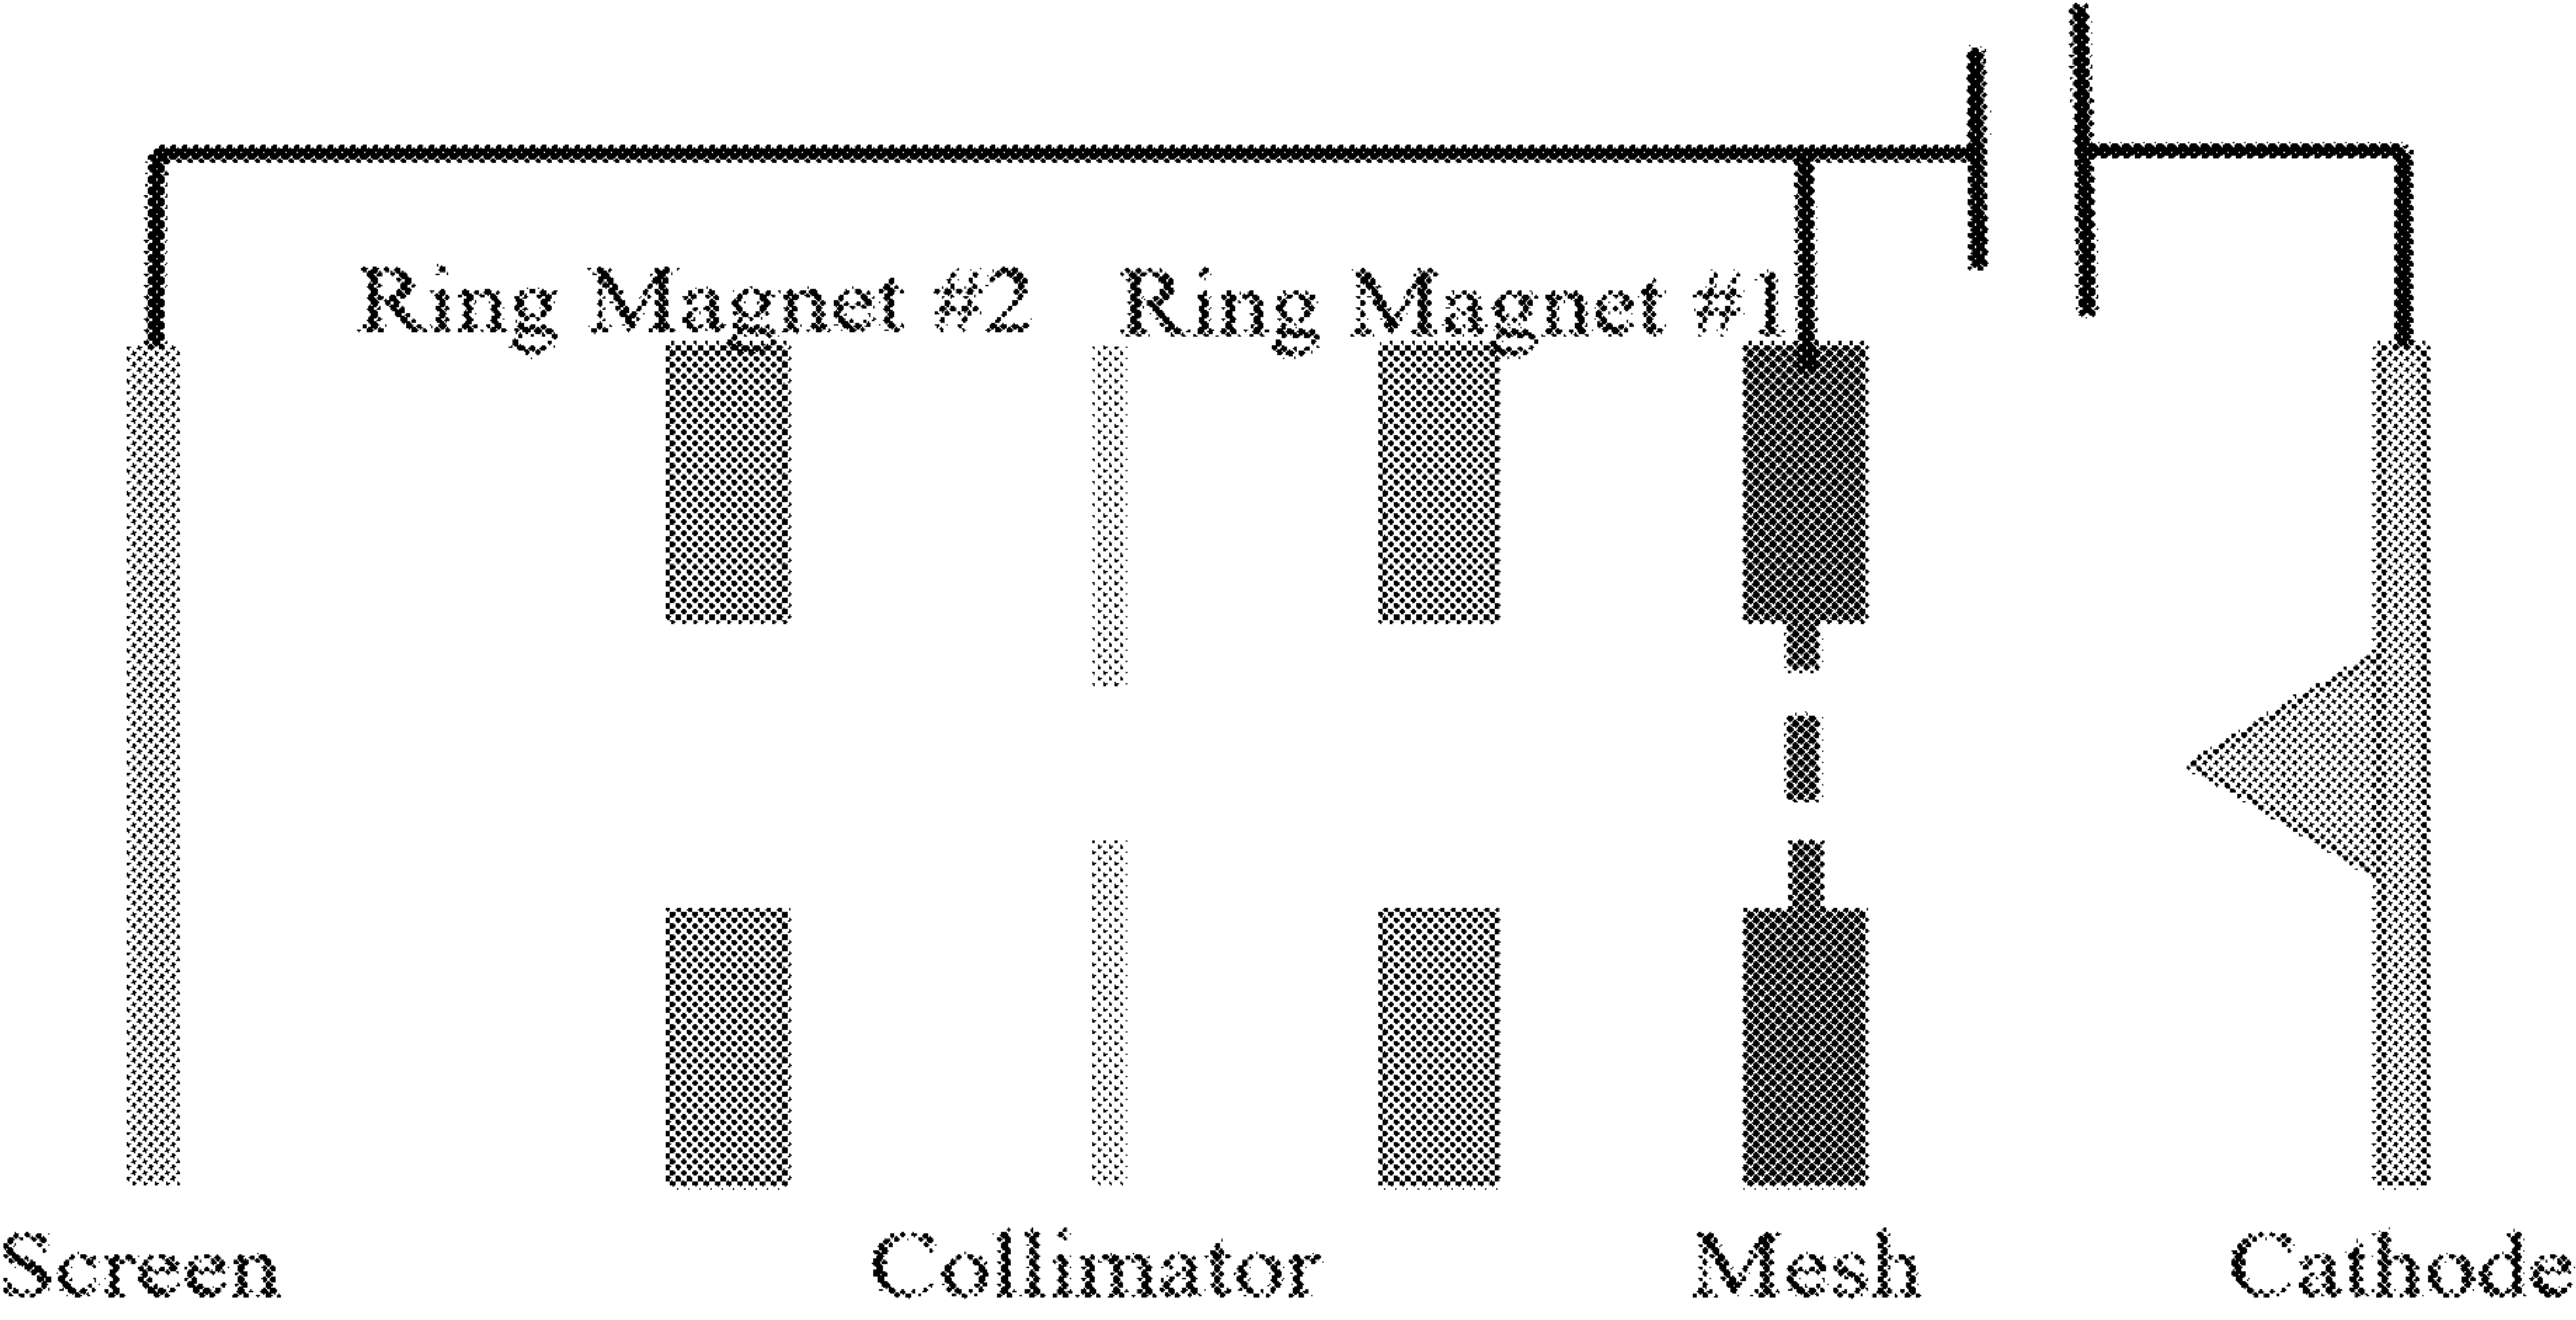 Ring Magnet #2 Ring Magnet #1
Screen Collimator Mesh Cathode